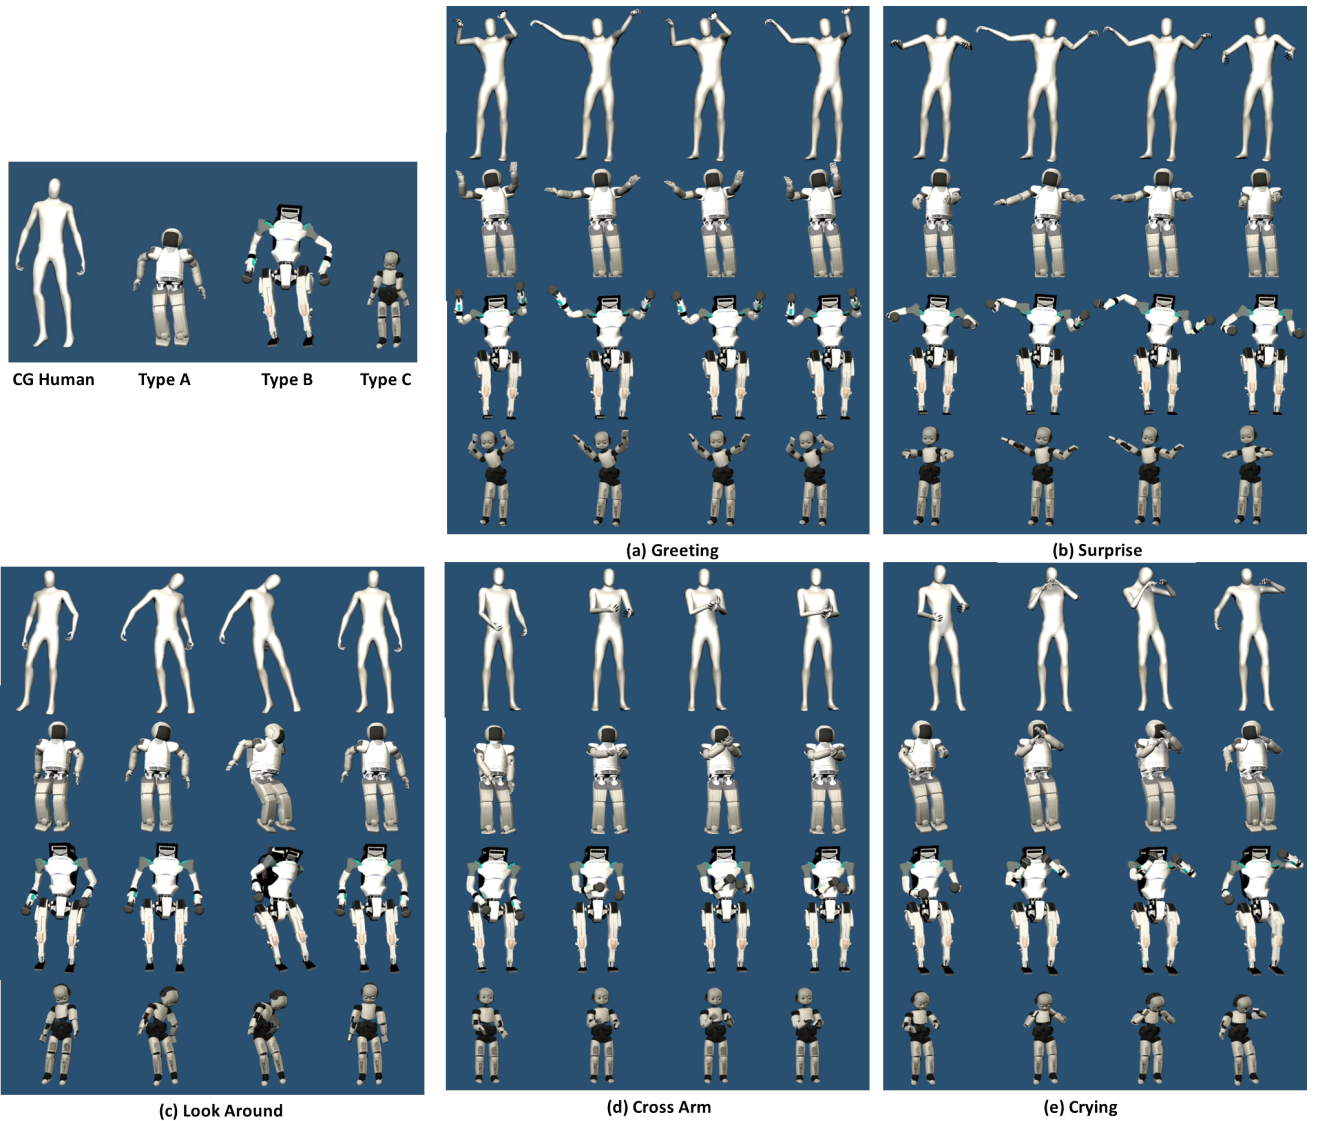 CG Human
Type A
Type B
Type C
(a) Greeting
(b) Surprise
(c) Look Around
(d) Cross Arm
(e) Crying